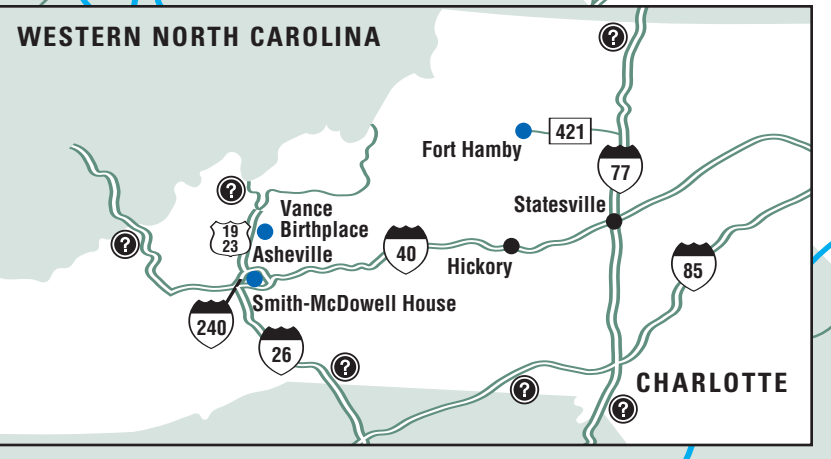 WESTERN NORTH CAROLINA
?
421
Fort Hamby
77
?
Vance
Birthplace
19
23
Statesville
?
Asheville
40
Hickory
85
Smith-McDowell House
240
26
?
?
CHARLOTTE
?